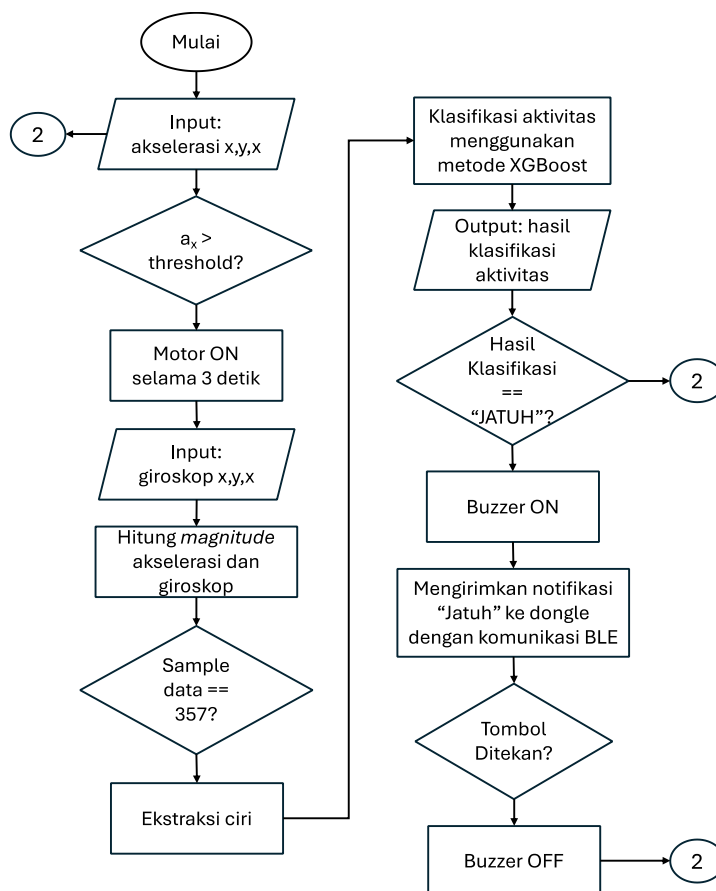 Mulai
2
Input:
akselerasi x,y,x
aₓ >
threshold?
Motor ON
selama 3 detik
Input:
giroskop x,y,x
Hitung magnitude
akselerasi dan
giroskop
Sample
data ==
357?
Ekstraksi ciri
Klasifikasi aktivitas
menggunakan
metode XGBoost
Output: hasil
klasifikasi
aktivitas
Hasil
Klasifikasi
==
“JATUH”?
2
Buzzer ON
Mengirimkan notifikasi
“Jatuh” ke dongle
dengan komunikasi BLE
Tombol
Ditekan?
Buzzer OFF
2